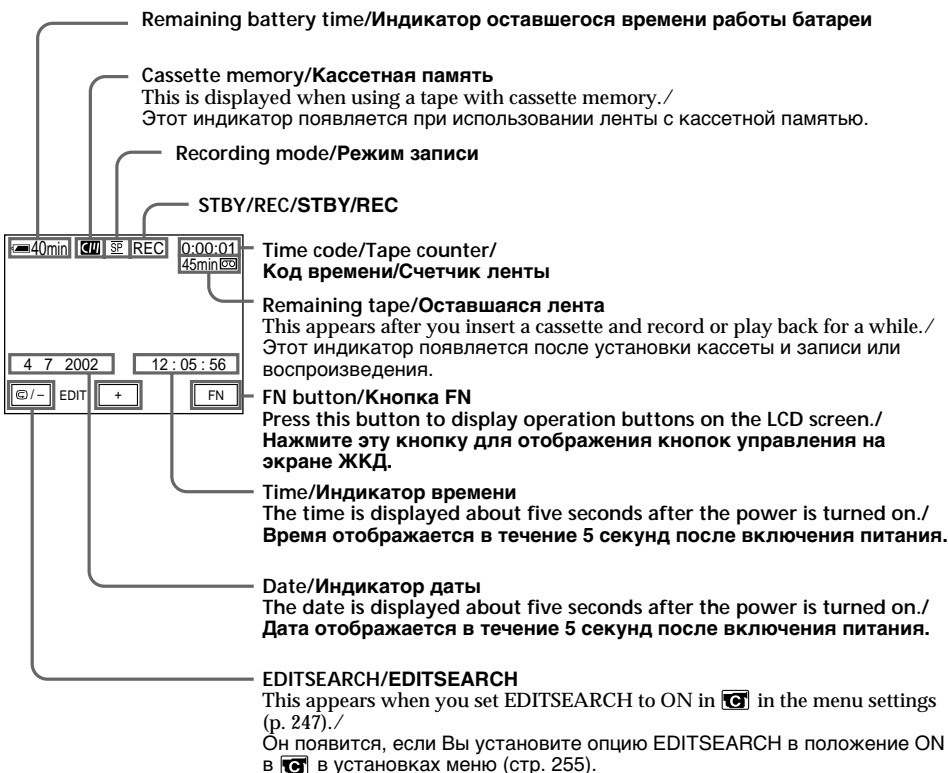 Remaining battery time/Индикатор оставшегося времени работы батареи
Cassette memory/Кассетная память
This is displayed when using a tape with cassette memory./
Этот индикатор появляется при использовании ленты с кассетной памятью.
Recording mode/Режим записи
STBY/REC/STBY/REC
40min SP REC 0:00:01
45min
4 7 2002 12:05:56
/– EDIT + FN
Time code/Tape counter/
Код времени/Счетчик ленты
Remaining tape/Оставшаяся лента
This appears after you insert a cassette and record or play back for a while./
Этот индикатор появляется после установки кассеты и записи или
воспроизведения.
FN button/Кнопка FN
Press this button to display operation buttons on the LCD screen./
Нажмите эту кнопку для отображения кнопок управления на
экране ЖКД.
Time/Индикатор времени
The time is displayed about five seconds after the power is turned on./
Время отображается в течение 5 секунд после включения питания.
Date/Индикатор даты
The date is displayed about five seconds after the power is turned on./
Дата отображается в течение 5 секунд после включения питания.
EDITSEARCH/EDITSEARCH
This appears when you set EDITSEARCH to ON in in the menu settings
(p. 247)./
Он появится, если Вы установите опцию EDITSEARCH в положение ON
в в установках меню (стр. 255).